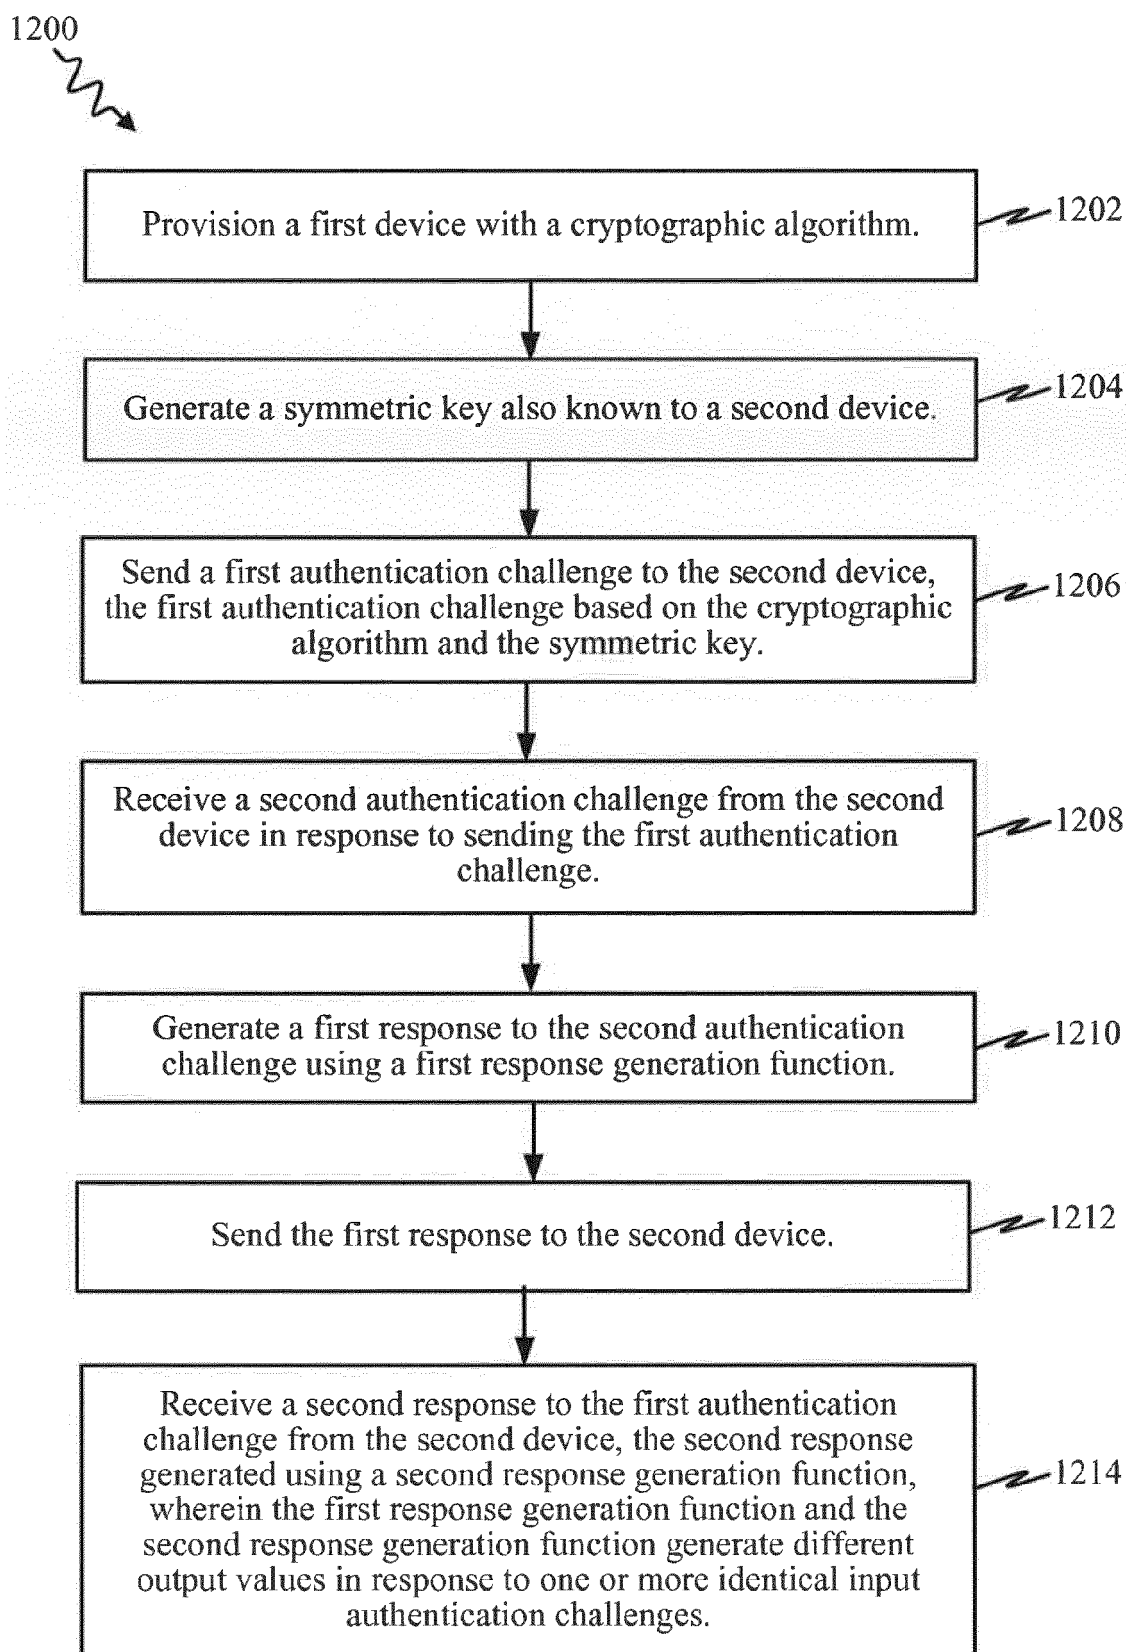 1200
Provision a first device with a cryptographic algorithm.
1202
Generate a symmetric key also known to a second device.
1204
Send a first authentication challenge to the second device,
the first authentication challenge based on the cryptographic
algorithm and the symmetric key.
1206
Receive a second authentication challenge from the second
device in response to sending the first authentication
challenge.
1208
Generate a first response to the second authentication
challenge using a first response generation function.
1210
Send the first response to the second device.
1212
Receive a second response to the first authentication
challenge from the second device, the second response
generated using a second response generation function,
wherein the first response generation function and the
second response generation function generate different
output values in response to one or more identical input
authentication challenges.
1214